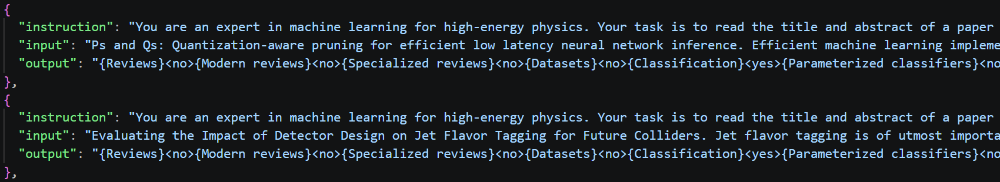 {
"instruction": "You are an expert in machine learning for high-energy physics. Your task is to read the title and abstract of a paper
"input": "Ps and Qs: Quantization-aware pruning for efficient low latency neural network inference. Efficient machine learning impleme
"output": "{Reviews}<no>{Modern reviews}<no>{Specialized reviews}<no>{Datasets}<no>{Classification}<yes>{Parameterized classifiers}<no
},
{
"instruction": "You are an expert in machine learning for high-energy physics. Your task is to read the title and abstract of a paper
"input": "Evaluating the Impact of Detector Design on Jet Flavor Tagging for Future Colliders. Jet flavor tagging is of utmost importa
"output": "{Reviews}<no>{Modern reviews}<no>{Specialized reviews}<no>{Datasets}<no>{Classification}<yes>{Parameterized classifiers}<no
},